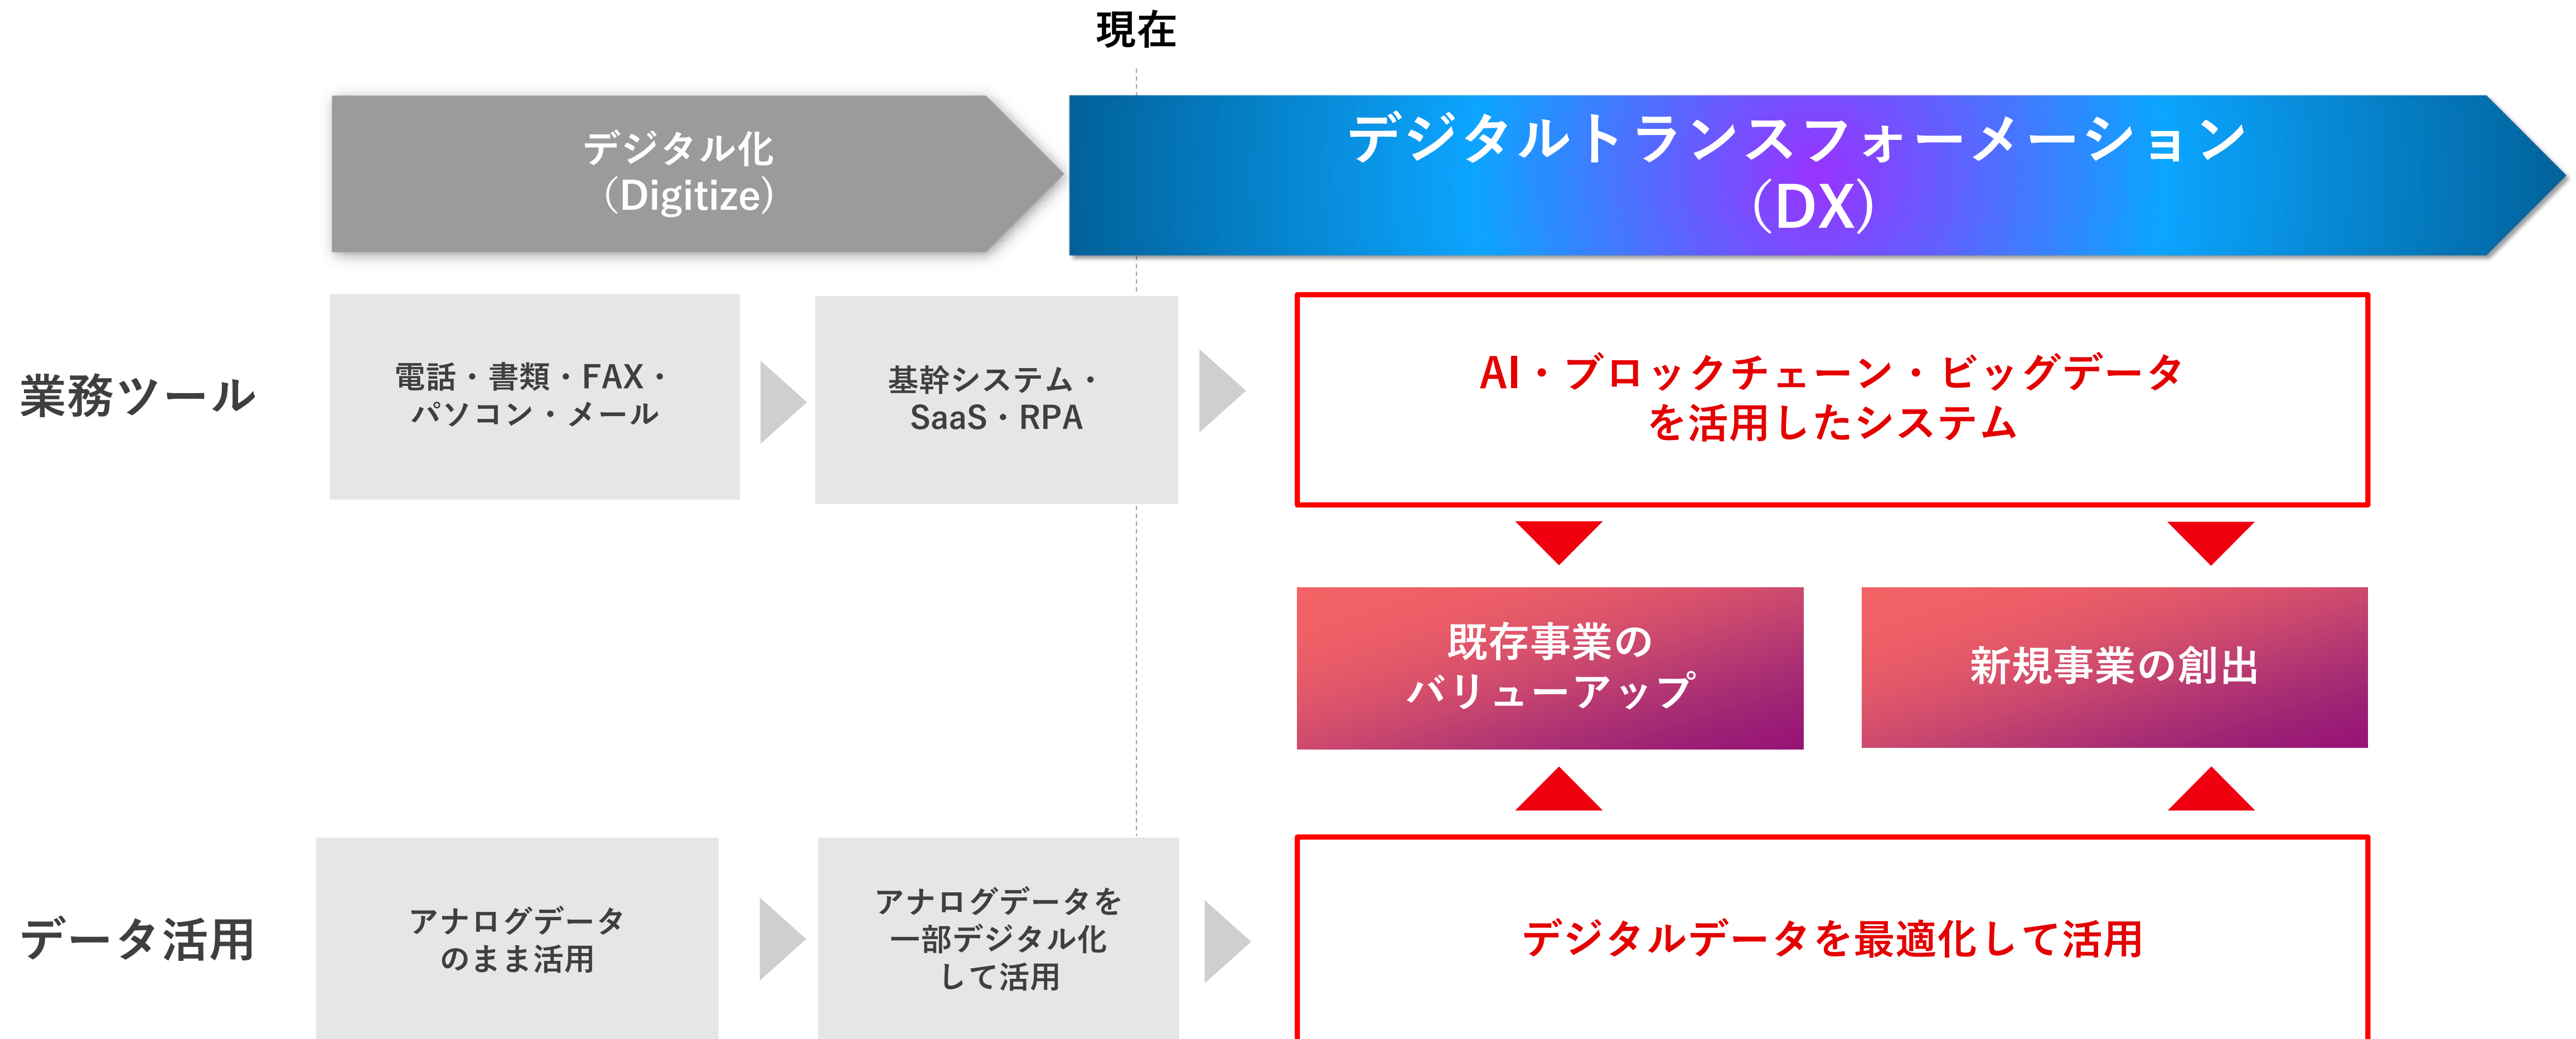 現在
デジタル化
（Digitize）
デジタルトランスフォーメーション
（DX）
業務ツール
電話・書類・FAX・
パソコン・メール
基幹システム・
SaaS・RPA
AI・ブロックチェーン・ビッグデータ
を活用したシステム
既存事業の
バリューアップ
新規事業の創出
データ活用
アナログデータ
のまま活用
アナログデータを
一部デジタル化
して活用
デジタルデータを最適化して活用